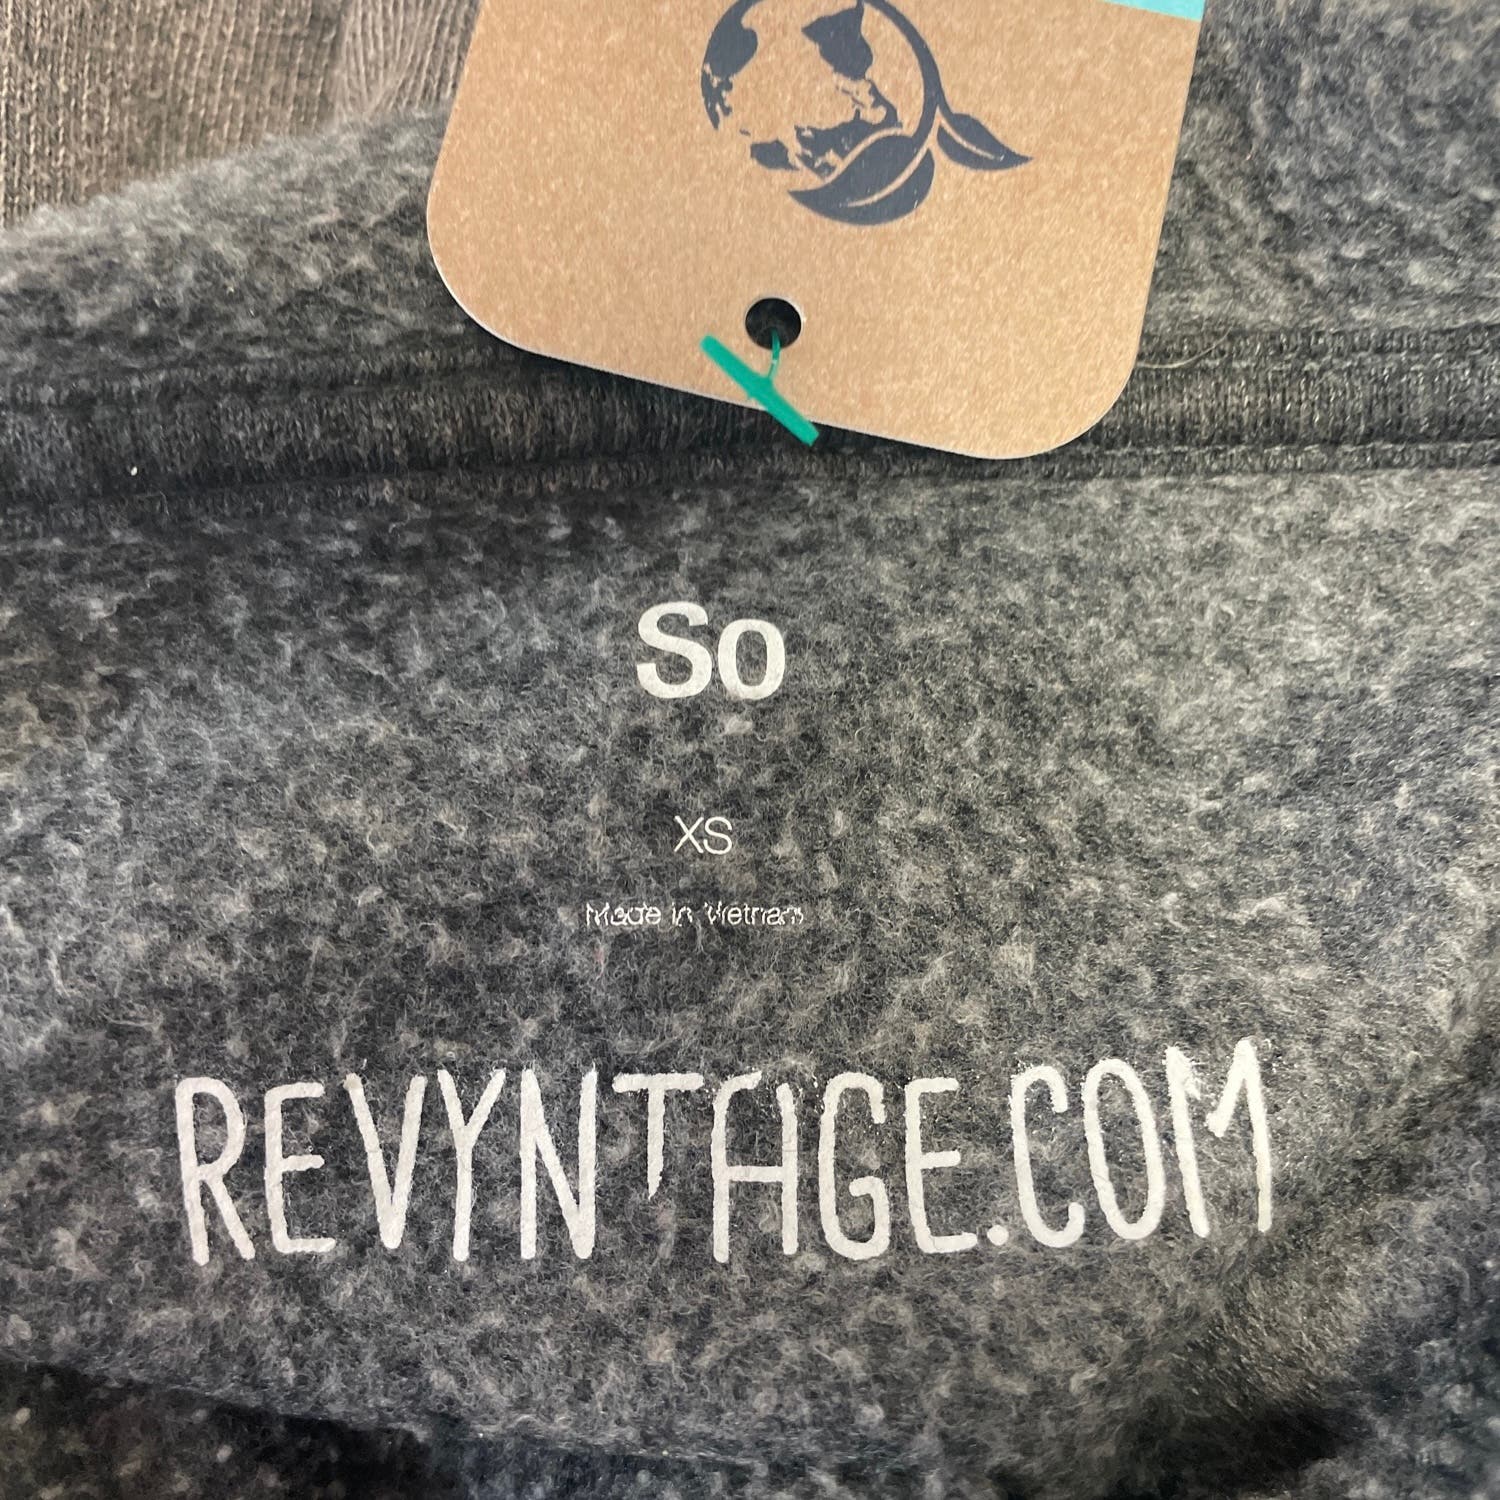 So
XS
Made in Vietnam
REVYNTAGE.COM